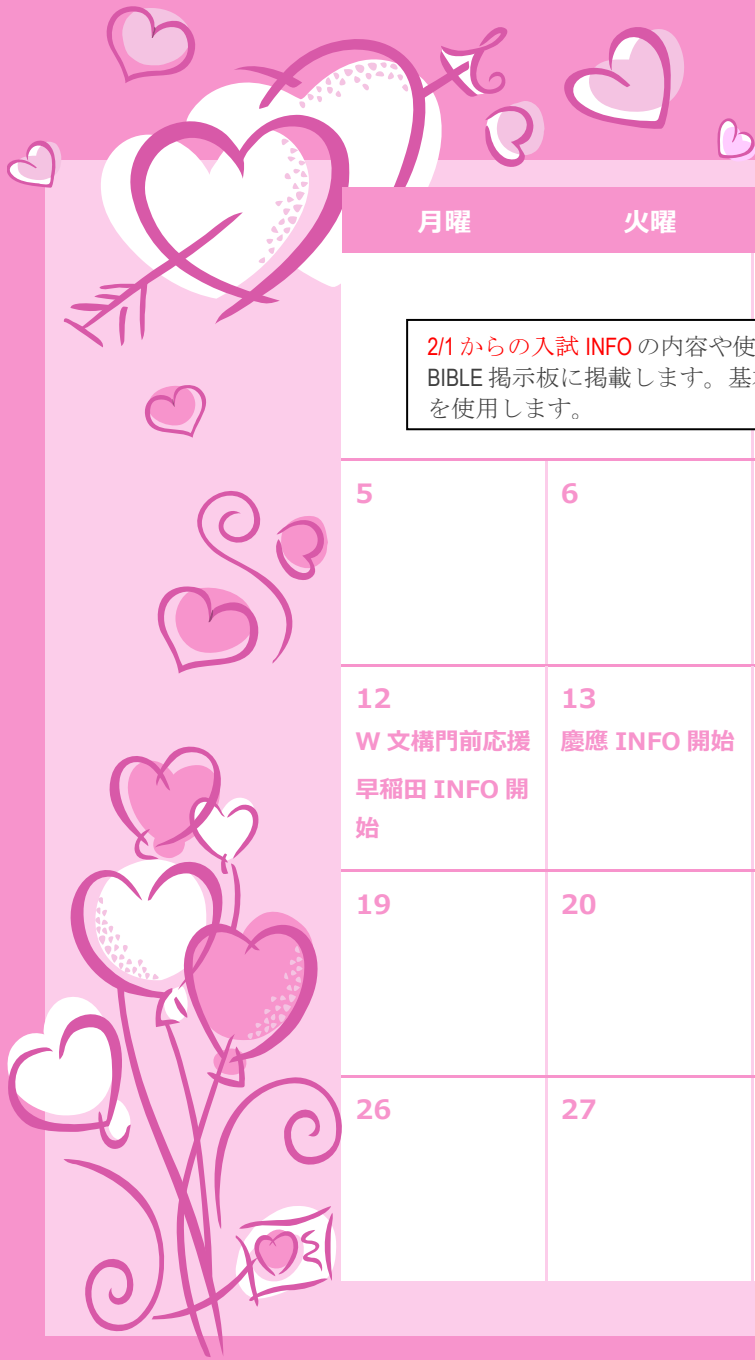 月曜 火曜
2/1 からの入試 INFO の内容や使
BIBLE 掲示板に掲載します。基
を使用します。
5 6
12 13
W 文構門前応援 慶應 INFO 開始
早稲田 INFO 開
始
19 20
26 27